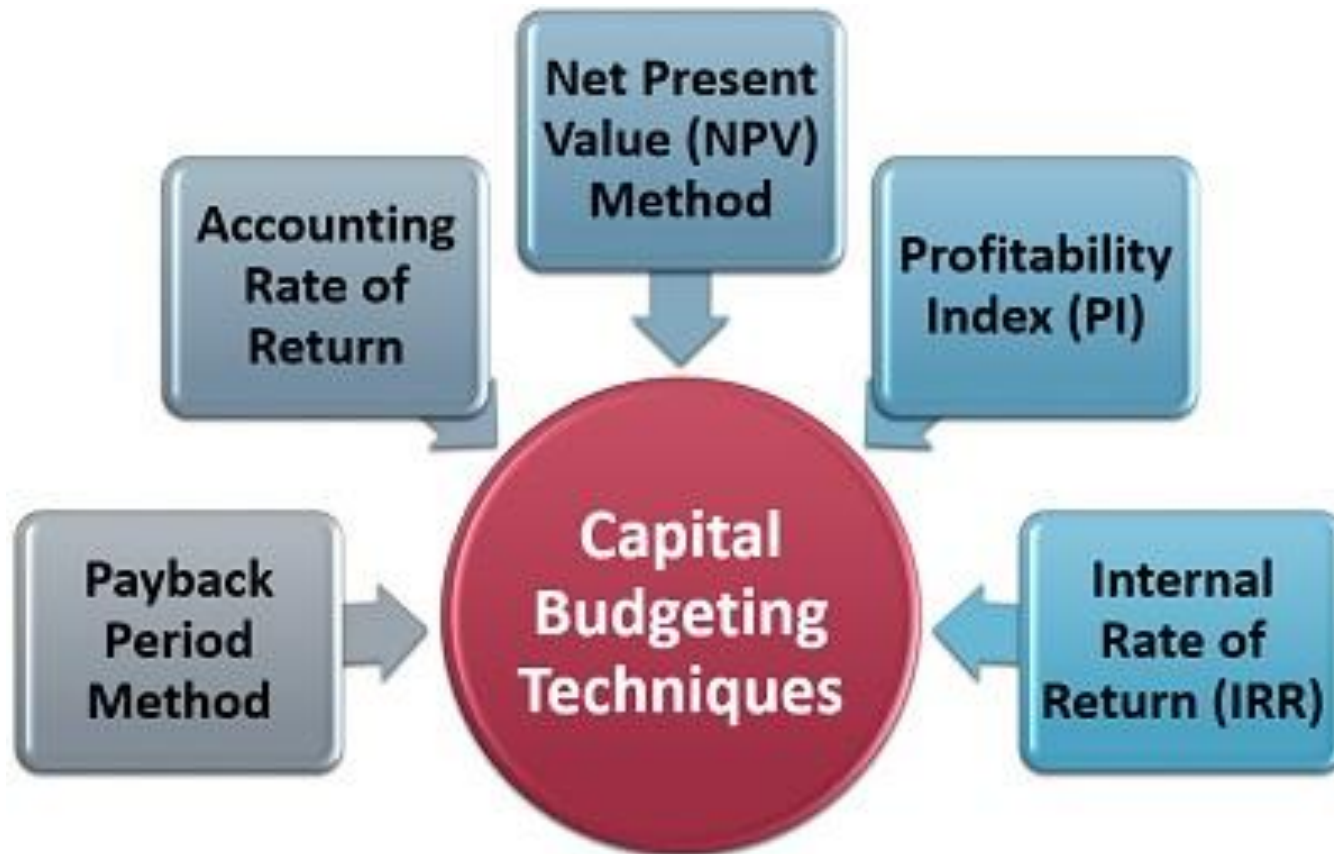 Net Present
Value (NPV)
Method
Accounting
Rate of
Return
Profitability
Index (PI)
Payback
Period
Method
Capital
Budgeting
Techniques
Internal
Rate of
Return (IRR)